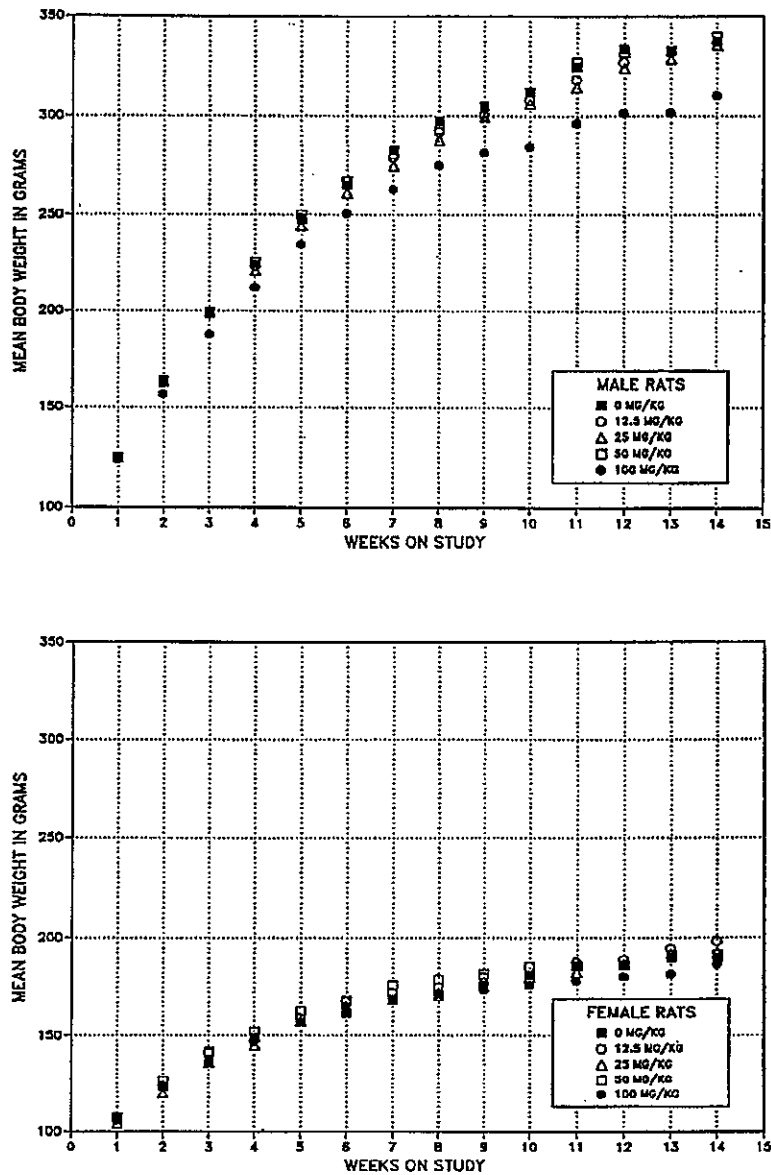 350
300
250
200
150
100
MEAN BODY WEIGHT IN GRAMS
0 1 2 3 4 5 6 7 8 9 10 11 12 13 14 15
WEEKS ON STUDY
MALE RATS
0 MG/KG
12.5 MG/KG
25 MG/KG
50 MG/KG
100 MG/KG
350
300
250
200
150
100
MEAN BODY WEIGHT IN GRAMS
0 1 2 3 4 5 6 7 8 9 10 11 12 13 14 15
WEEKS ON STUDY
FEMALE RATS
0 MG/KG
12.5 MG/KG
25 MG/KG
50 MG/KG
100 MG/KG